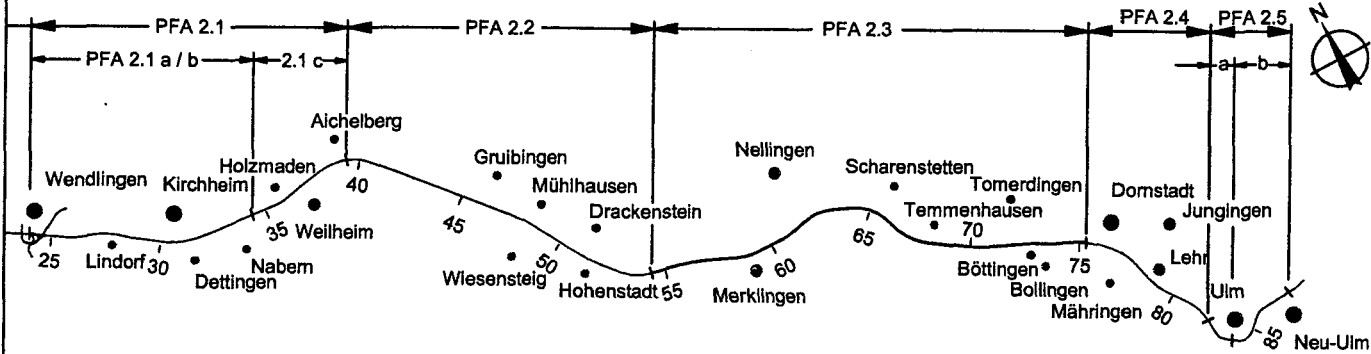 PFA 2.1
PFA 2.2
PFA 2.3
PFA 2.4
PFA 2.5
N
PFA 2.1 a / b
2.1 c
a
b
Aichelberg
Holzmaden
Wendlingen
Kirchheim
40
Gruibingen
Mühlhausen
Drackenstein
Nellingen
Scharenstetten
Tomerdingen
Dornstadt
Jungingen
Temmenhausen
45
35
Weilheim
65
70
25
Lindorf
30
Dettingen
Nabern
Wiesensteig
50
Hohenstadt
55
Merklingen
60
Böttingen
Bollingen
75
Lehr
Mähringen
80
Ulm
85
Neu-Ulm